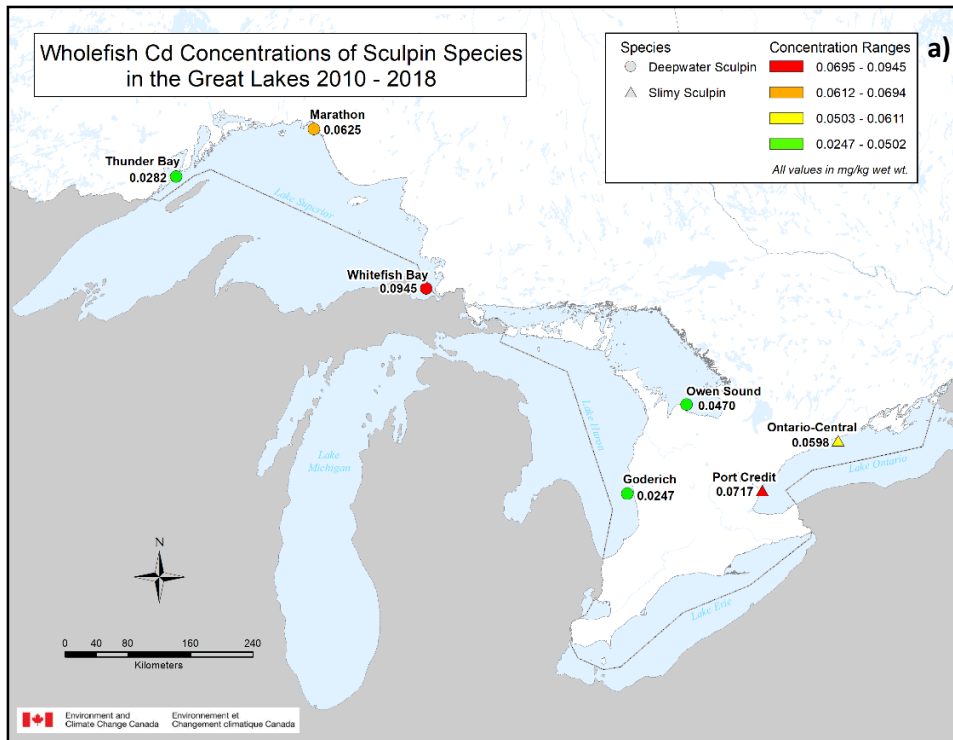 Wholefish Cd Concentrations of Sculpin Species
in the Great Lakes 2010 - 2018
Species
Deepwater Sculpin
Slimy Sculpin
Concentration Ranges
0.0695 - 0.0945
0.0612 - 0.0694
0.0503 - 0.0611
0.0247 - 0.0502
All values in mg/kg wet wt.
a)
Marathon
0.0625
Thunder Bay
0.0282
Lake Superior
Whitefish Bay
0.0945
Owen Sound
0.0470
Ontario-Central
0.0598
Lake Ontario
Lake Huron
Lake
Michigan
Goderich
0.0247
Port Credit
0.0717
Lake Erie
N
0 40 80 160 240
Kilometers
Environment and
Climate Change Canada
Environnement et
Changement climatique Canada